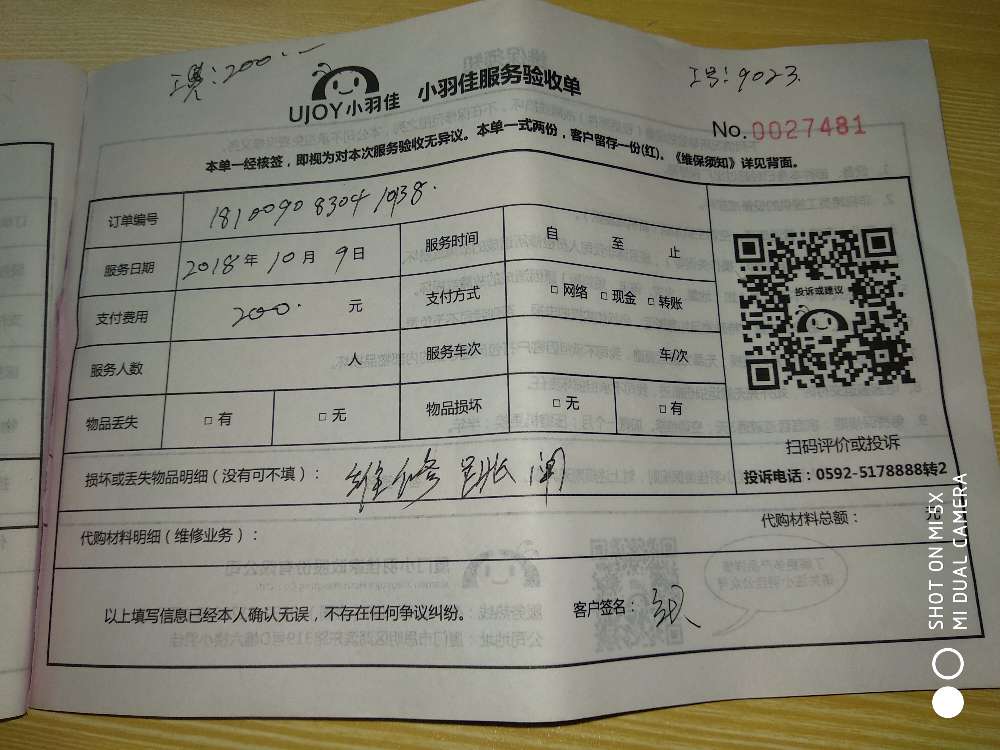 :200.
工号:9023.
UJOY小羽佳 小羽佳服务验收单
No.0027481
本单一经核签,即视为对本次服务验收无异议。本单一式两份,客户留存一份(红)。《维保须知》详见背面。
订单编号 181009083041038.
服务日期 2018年10月9日 服务时间 自 至 止
支付费用 200. 元 支付方式 □网络 □现金 □转账
服务人数 人 服务车次 车/次
物品丢失 □有 □无 物品损坏 □无 □有
投诉或建议
扫码评价或投诉
投诉电话:0592-5178888转2
损坏或丢失物品明细(没有可不填): 维修跳闸
代购材料明细(维修业务): 代购材料总额: 元
以上填写信息已经本人确认无误,不存在任何争议纠纷。 客户签名:
SHOT ON MI 5X
MI DUAL CAMERA